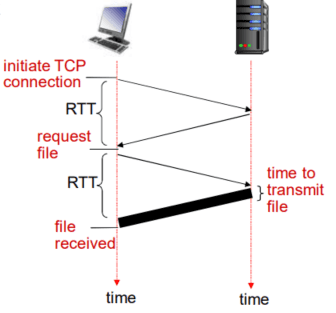 initiate TCP
connection
RTT
request
file
RTT
time to
transmit
file
file
received
time
time